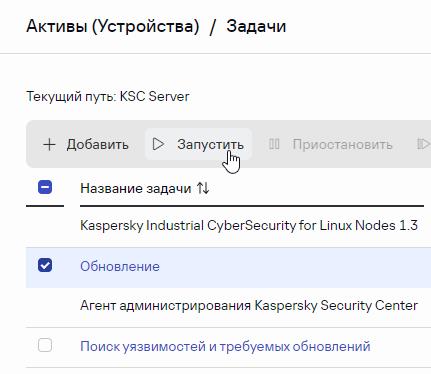 Активы (Устройства) / Задачи
Текущий путь: KSC Server
Добавить Запустить Приостановить
Название задачи
Kaspersky Industrial CyberSecurity for Linux Nodes 1.3
Обновление
Агент администрирования Kaspersky Security Center
Поиск уязвимостей и требуемых обновлений